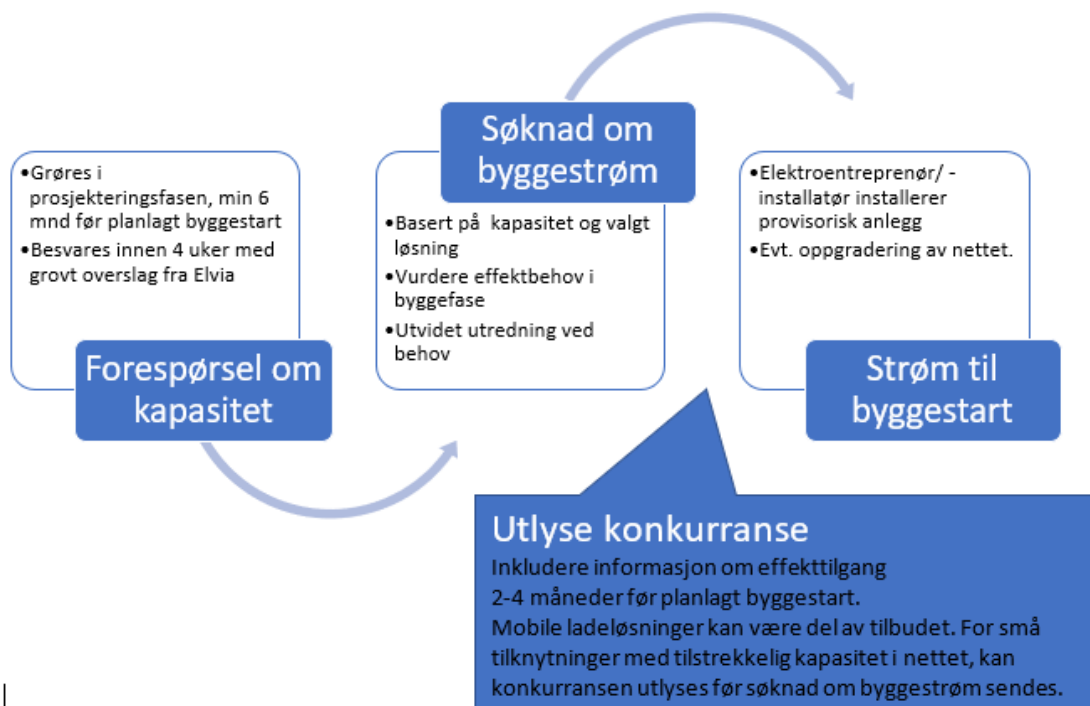 •Grøres i
prosjekteringsfasen, min 6
mnd før planlagt byggestart
•Besvares innen 4 uker med
grovt overslag fra Elvia
Forespørsel om
kapasitet
Søknad om
byggestrøm
•Basert på kapasitet og valgt
løsning
•Vurdere effektbehov i
byggefase
•Utvidet utredning ved
behov
•Elektroentreprenør/ -
installatør installerer
provisorisk anlegg
•Evt. oppgradering av nettet.
Strøm til
byggestart
Utlyse konkurranse
Inkludere informasjon om effekttilgang
2-4 måneder før planlagt byggestart.
Mobile ladeløsninger kan være del av tilbudet. For små
tilknytninger med tilstrekkelig kapasitet i nettet, kan
konkurransen utlyses før søknad om byggestrøm sendes.